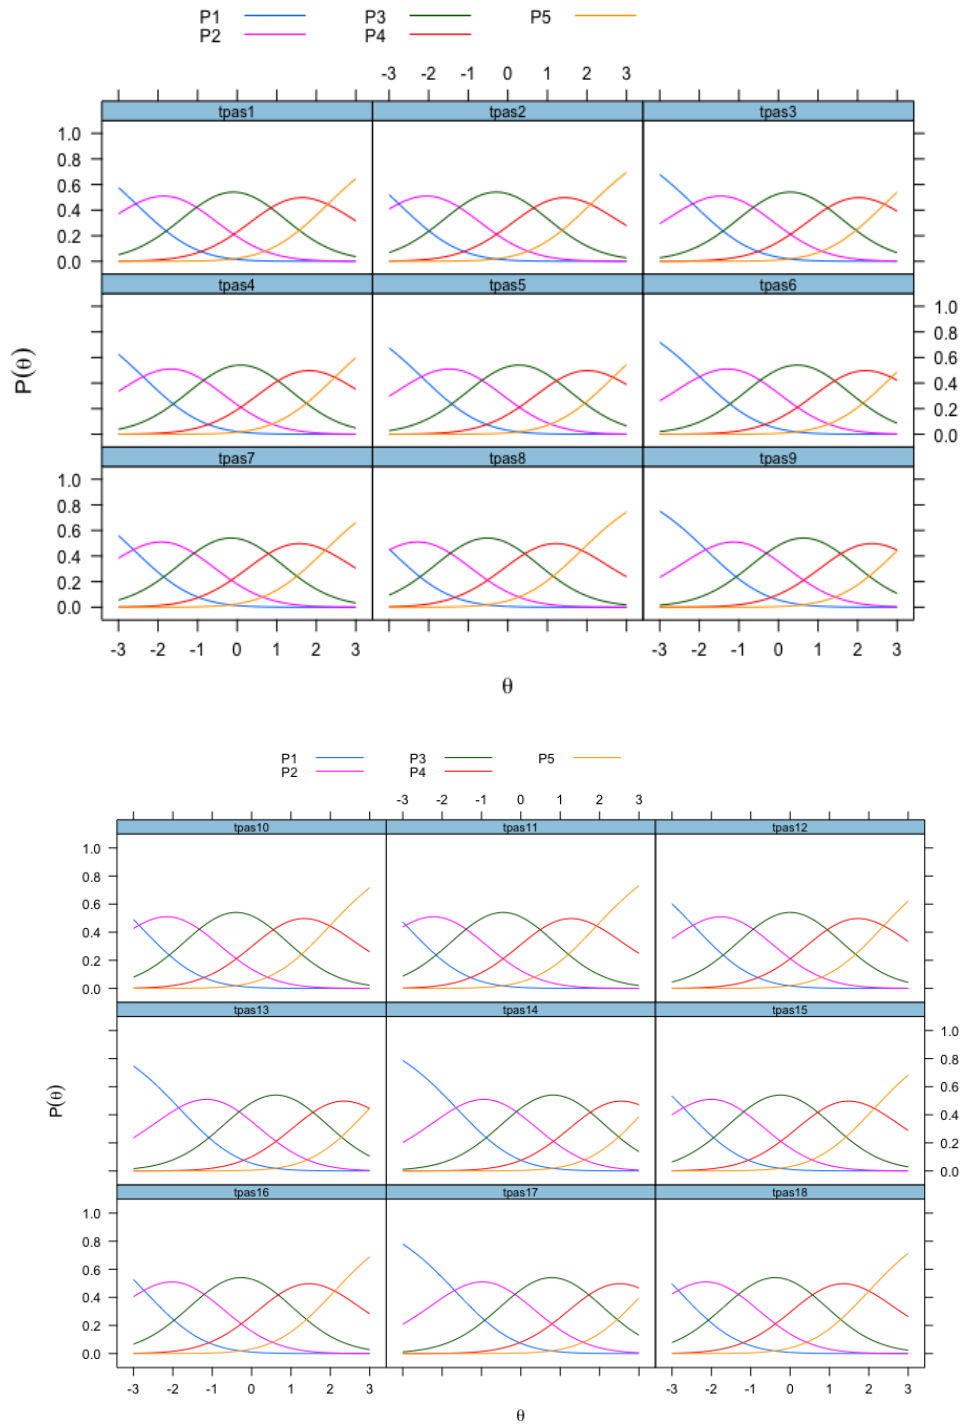 P1 P3 P5
P2 P4
-3 -2 -1 0 1 2 3
tpas1 tpas2 tpas3
1.0
0.8
0.6
0.4
0.2
0.0
tpas4 tpas5 tpas6
1.0
0.8
0.6
0.4
0.2
0.0
P(θ)
tpas7 tpas8 tpas9
1.0
0.8
0.6
0.4
0.2
0.0
-3 -2 -1 0 1 2 3 -3 -2 -1 0 1 2 3
θ
P1 P3 P5
P2 P4
-3 -2 -1 0 1 2 3
tpas10 tpas11 tpas12
1.0
0.8
0.6
0.4
0.2
0.0
tpas13 tpas14 tpas15
1.0
0.8
0.6
0.4
0.2
0.0
P(θ)
tpas16 tpas17 tpas18
1.0
0.8
0.6
0.4
0.2
0.0
-3 -2 -1 0 1 2 3 -3 -2 -1 0 1 2 3
θ